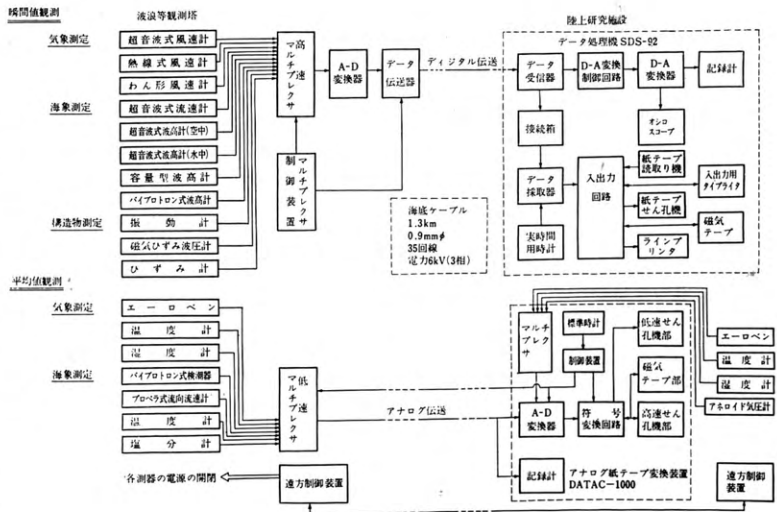 瞬間値観測
波浪等観測塔
陸上研究施設
気象測定
超音波式風速計
熱線式風速計
わん形風速計
海象測定
超音波式流速計
超音波式波高計(空中)
超音波式波高計(水中)
容量型波高計
バイブロトロン式波高計
構造物測定
振動計
磁気ひずみ波圧計
ひずみ計
高速マルチプレクサ
A-D変換器
データ伝送器
ディジタル伝送
マルチプレクサ制御装置
海底ケーブル
1.3km
0.9mmφ
35回線
電力6kV(3相)
データ処理機 SDS-92
データ受信器
D-A変換制御回路
D-A変換器
記録計
オシロスコープ
接続箱
データ採取器
実時間用時計
入出力回路
紙テープ読取り機
入出力用タイプライタ
紙テープせん孔機
磁気テープ
ラインプリンタ
平均値観測
気象測定
エーロベン
温度計
湿度計
海象測定
バイブロトロン式検潮器
プロペラ式流向流速計
温度計
塩分計
低速マルチプレクサ
アナログ伝送
マルチプレクサ
標準時計
制御装置
A-D変換器
符号変換回路
低速せん孔機部
磁気テープ部
高速せん孔機部
記録計
アナログ紙テープ変換装置
DATAC-1000
エーロベン
温度計
湿度計
アネロイド気圧計
各測器の電源の開閉
遠方制御装置
遠方制御装置